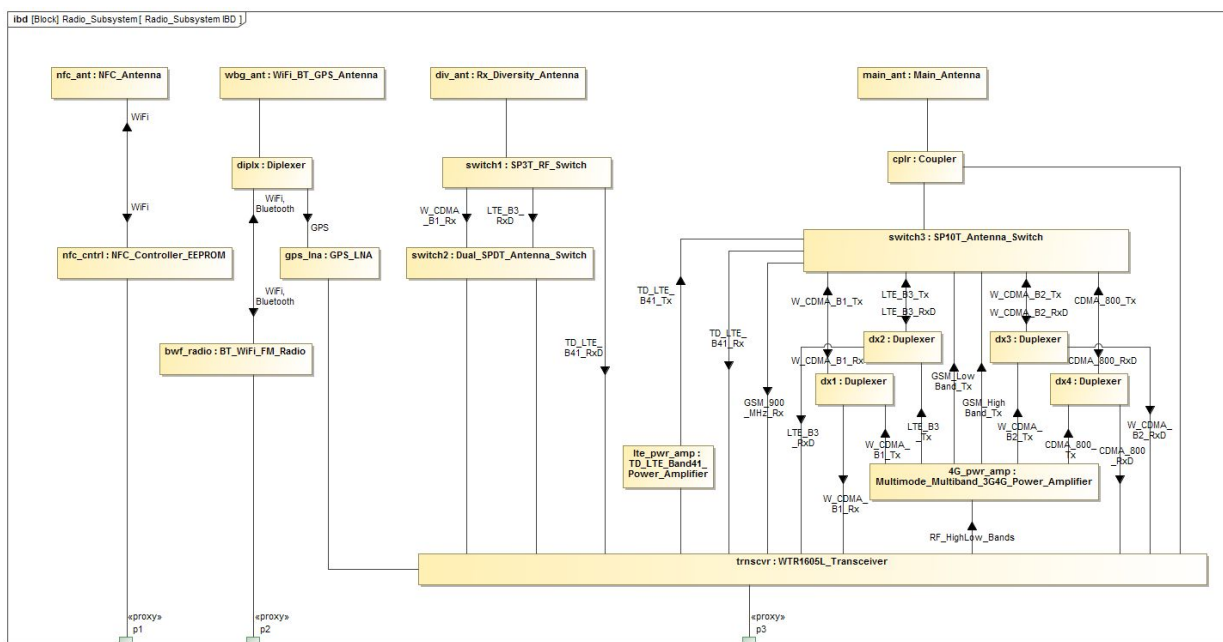 ibd [Block] Radio_Subsystem [ Radio_Subsystem IBD ]
nfc_ant : NFC_Antenna
wbg_ant : WiFi_BT_GPS_Antenna
div_ant : Rx_Diversity_Antenna
main_ant : Main_Antenna
WiFi
WiFi
diplx : Diplexer
WiFi,
Bluetooth
GPS
WiFi,
Bluetooth
switch1 : SP3T_RF_Switch
W_CDMA
_B1_Rx
LTE_B3_
RxD
cplr : Coupler
nfc_cntrl : NFC_Controller_EEPROM
gps_lna : GPS_LNA
switch2 : Dual_SPDT_Antenna_Switch
switch3 : SP10T_Antenna_Switch
bwf_radio : BT_WiFi_FM_Radio
TD_LTE_
B41_RxD
TD_LTE_
B41_Tx
TD_LTE_
B41_Rx
GSM_900
_MHz_Rx
W_CDMA_B1_Tx
W_CDMA_B1_Rx
LTE_B3_Tx
LTE_B3_RxD
W_CDMA_B2_Tx
W_CDMA_B2_RxD
CDMA_800_Tx
CDMA_800_RxD
dx2 : Duplexer
dx3 : Duplexer
dx1 : Duplexer
dx4 : Duplexer
GSM_Low
Band_Tx
GSM_High
Band_Tx
LTE_B3
_RxD
W_CDMA_
B1_Tx
LTE_B3
_Tx
W_CDMA_
B2_Tx
CDMA_800_
Tx
CDMA_800
_RxD
W_CDMA_
B2_RxD
lte_pwr_amp :
TD_LTE_Band41_
Power_Amplifier
4G_pwr_amp :
Multimode_Multiband_3G4G_Power_Amplifier
W_CDMA_
B1_Rx
RF_HighLow_Bands
trnscvr : WTR1605L_Transceiver
«proxy»
p1
«proxy»
p2
«proxy»
p3